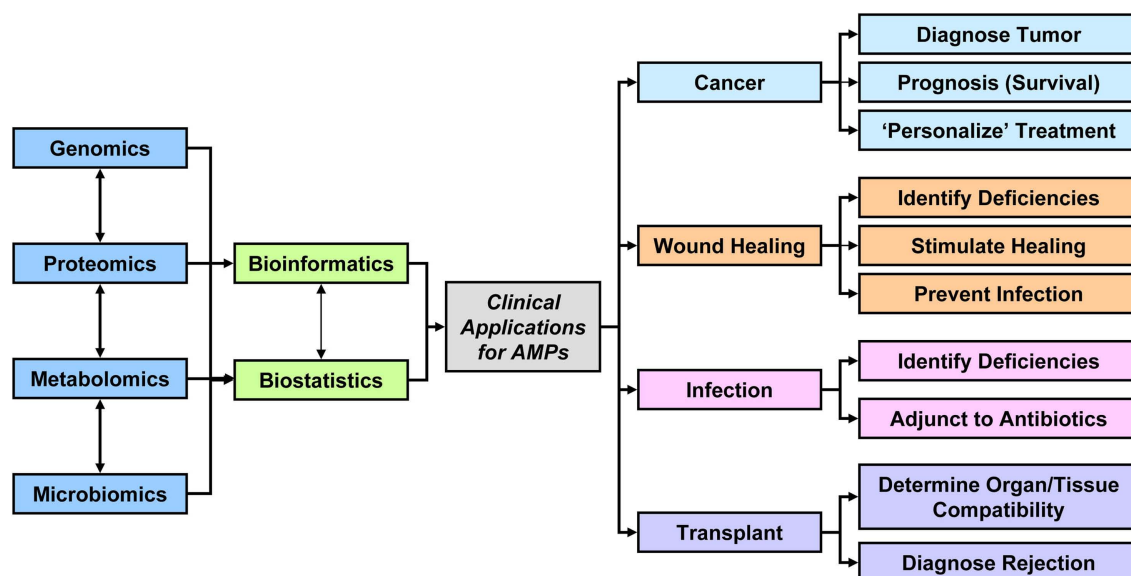 Genomics
Proteomics
Metabolomics
Microbiomics
Bioinformatics
Biostatistics
Clinical
Applications
for AMPs
Cancer
Diagnose Tumor
Prognosis (Survival)
‘Personalize’ Treatment
Wound Healing
Identify Deficiencies
Stimulate Healing
Prevent Infection
Infection
Identify Deficiencies
Adjunct to Antibiotics
Transplant
Determine Organ/Tissue
Compatibility
Diagnose Rejection